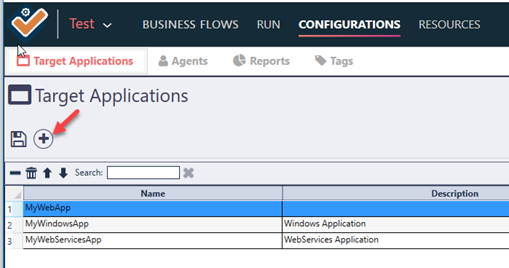 Test BUSINESS FLOWS RUN CONFIGURATIONS RESOURCES
Target Applications Agents Reports Tags
Target Applications
Search:
Name Description
1 MyWebApp
2 MyWindowsApp Windows Application
3 MyWebServicesApp WebServices Application